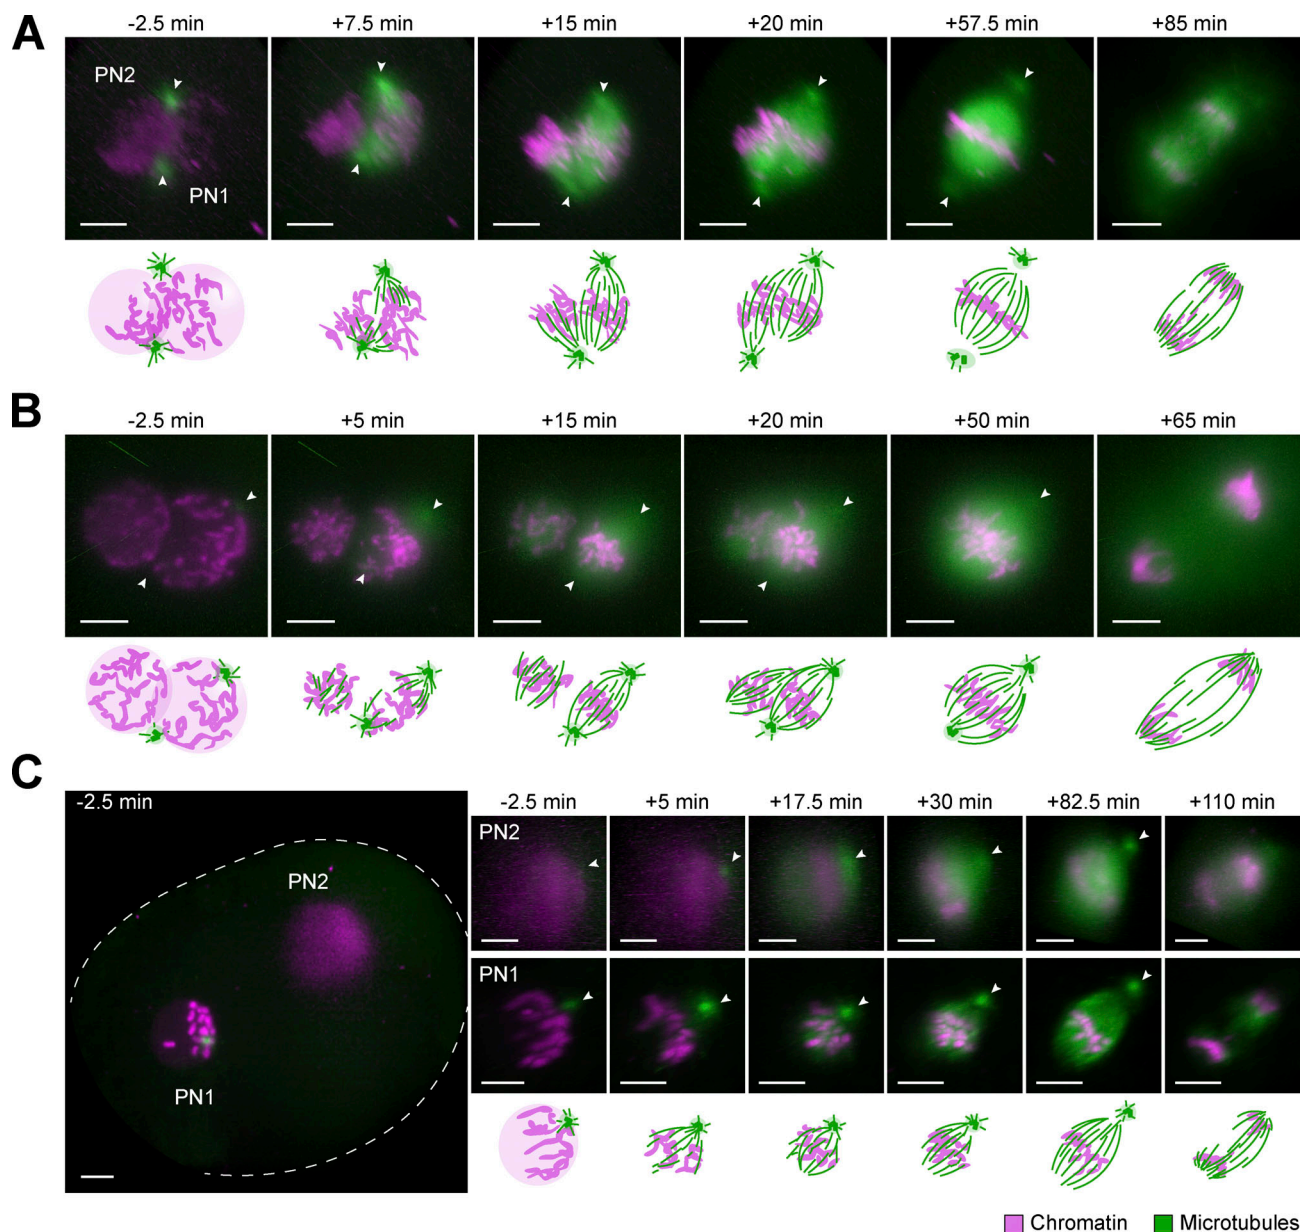 A
-2.5 min +7.5 min +15 min +20 min +57.5 min +85 min
PN2
PN1
B
-2.5 min +5 min +15 min +20 min +50 min +65 min
C
-2.5 min
PN2
PN1
-2.5 min +5 min +17.5 min +30 min +82.5 min +110 min
PN2
PN1
Chromatin Microtubules